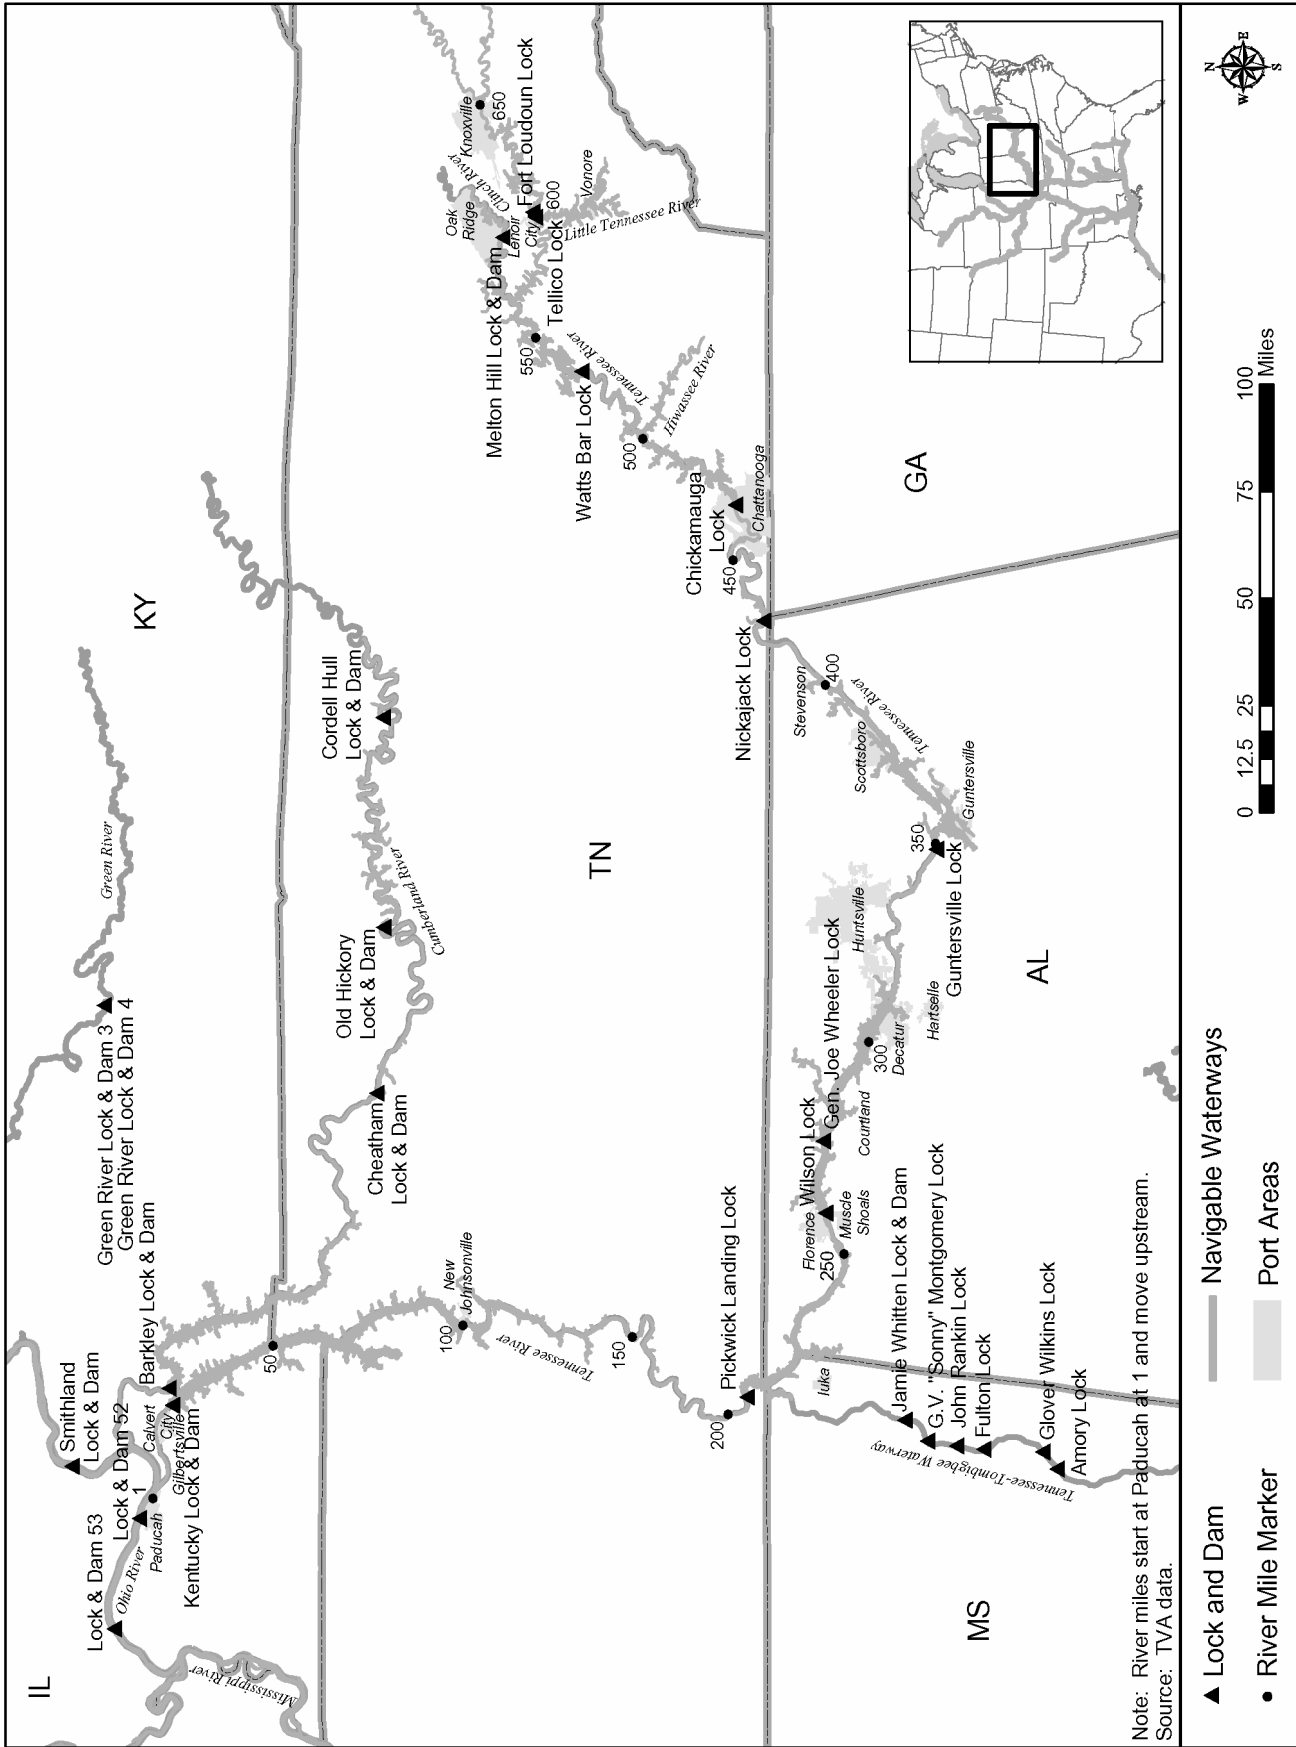 IL
KY
TN
GA
AL
MS
Smithland
Lock & Dam
Lock & Dam 53
Lock & Dam 52
1
Ohio River
Paducah
Calvert
City
Gilbertsville
Kentucky Lock & Dam
Barkley Lock & Dam
Mississippi River
Green River Lock & Dam 3
Green River Lock & Dam 4
Green River
50
Cheatham
Lock & Dam
Old Hickory
Lock & Dam
Cumberland River
Cordell Hull
Lock & Dam
100
New
Johnsonville
Tennessee River
150
200
Pickwick Landing Lock
Iuka
Jamie Whitten Lock & Dam
G.V. "Sonny" Montgomery Lock
John Rankin Lock
Fulton Lock
Glover Wilkins Lock
Amory Lock
Tennessee-Tombigbee Waterway
250
Florence
Wilson Lock
Muscle
Shoals
Gen. Joe Wheeler Lock
Courtland
300
Decatur
Hartselle
Huntsville
Guntersville Lock
350
Guntersville
Scottsboro
Tennessee River
Stevenson
400
Nickajack Lock
450
Chickamauga
Lock
Chattanooga
500
Hiwassee River
Tennessee River
Watts Bar Lock
550
Melton Hill Lock & Dam
Tellico Lock
Oak
Ridge
Clinch River
Lenoir
City
Fort Loudoun Lock
600
Knoxville
650
Vonore
Little Tennessee River
Note: River miles start at Paducah at 1 and move upstream.
Source: TVA data.
Lock and Dam
River Mile Marker
Navigable Waterways
Port Areas
0 12.5 25 50 75 100
Miles
N
W E
S